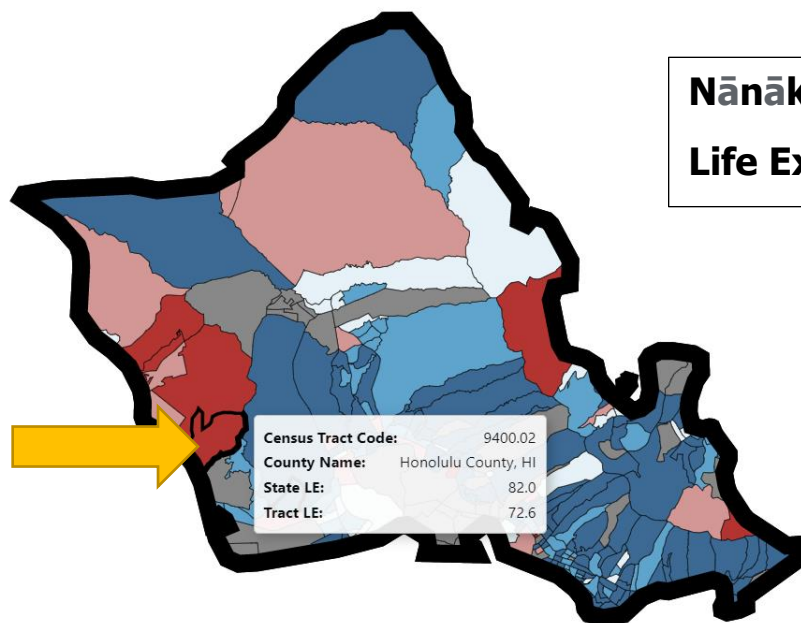 Nānāk
Life Ex
Census Tract Code: 9400.02
County Name: Honolulu County, HI
State LE: 82.0
Tract LE: 72.6